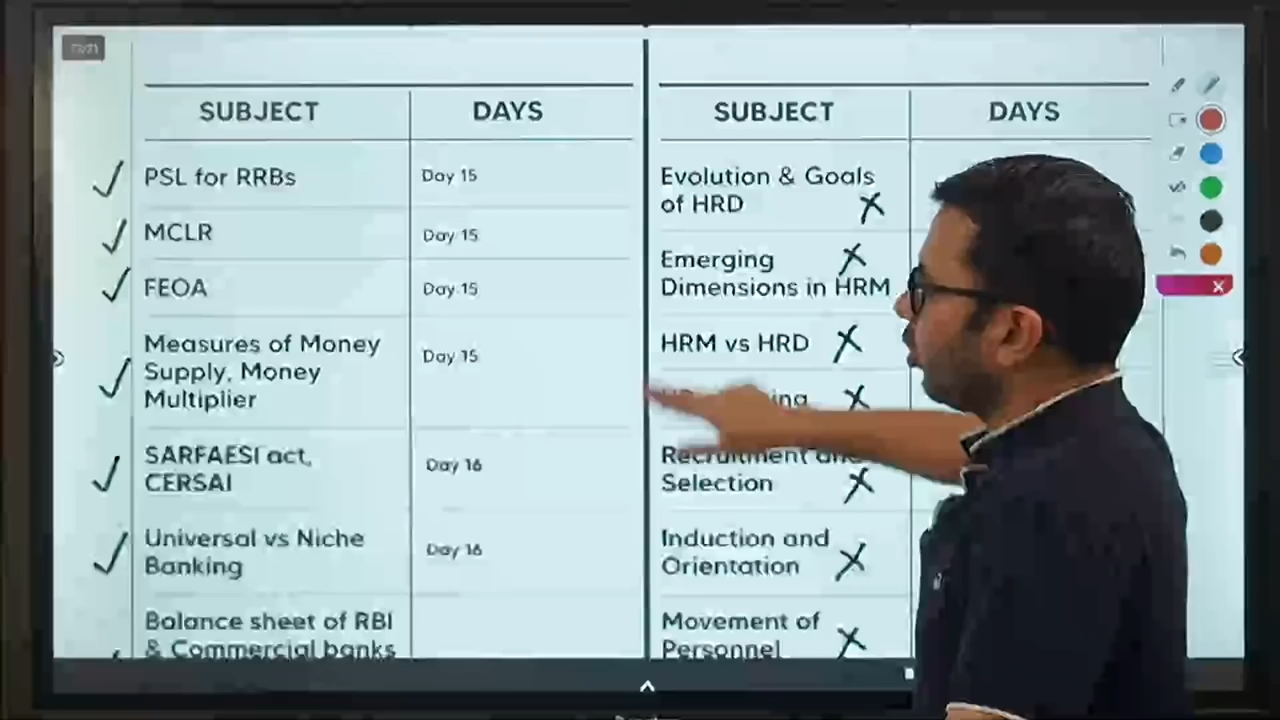 SUBJECT
DAYS
PSL for RRBs
Day 15
MCLR
Day 15
FEOA
Day 15
Measures of Money
Supply, Money
Multiplier
Day 15
SARFAESI act,
CERSAI
Day 16
Universal vs Niche
Banking
Day 16
Balance sheet of RBI
& Commercial banks
SUBJECT
DAYS
Evolution & Goals
of HRD
Emerging
Dimensions in HRM
HRM vs HRD
Recruitment
Selection
Induction and
Orientation
Movement of
Personnel